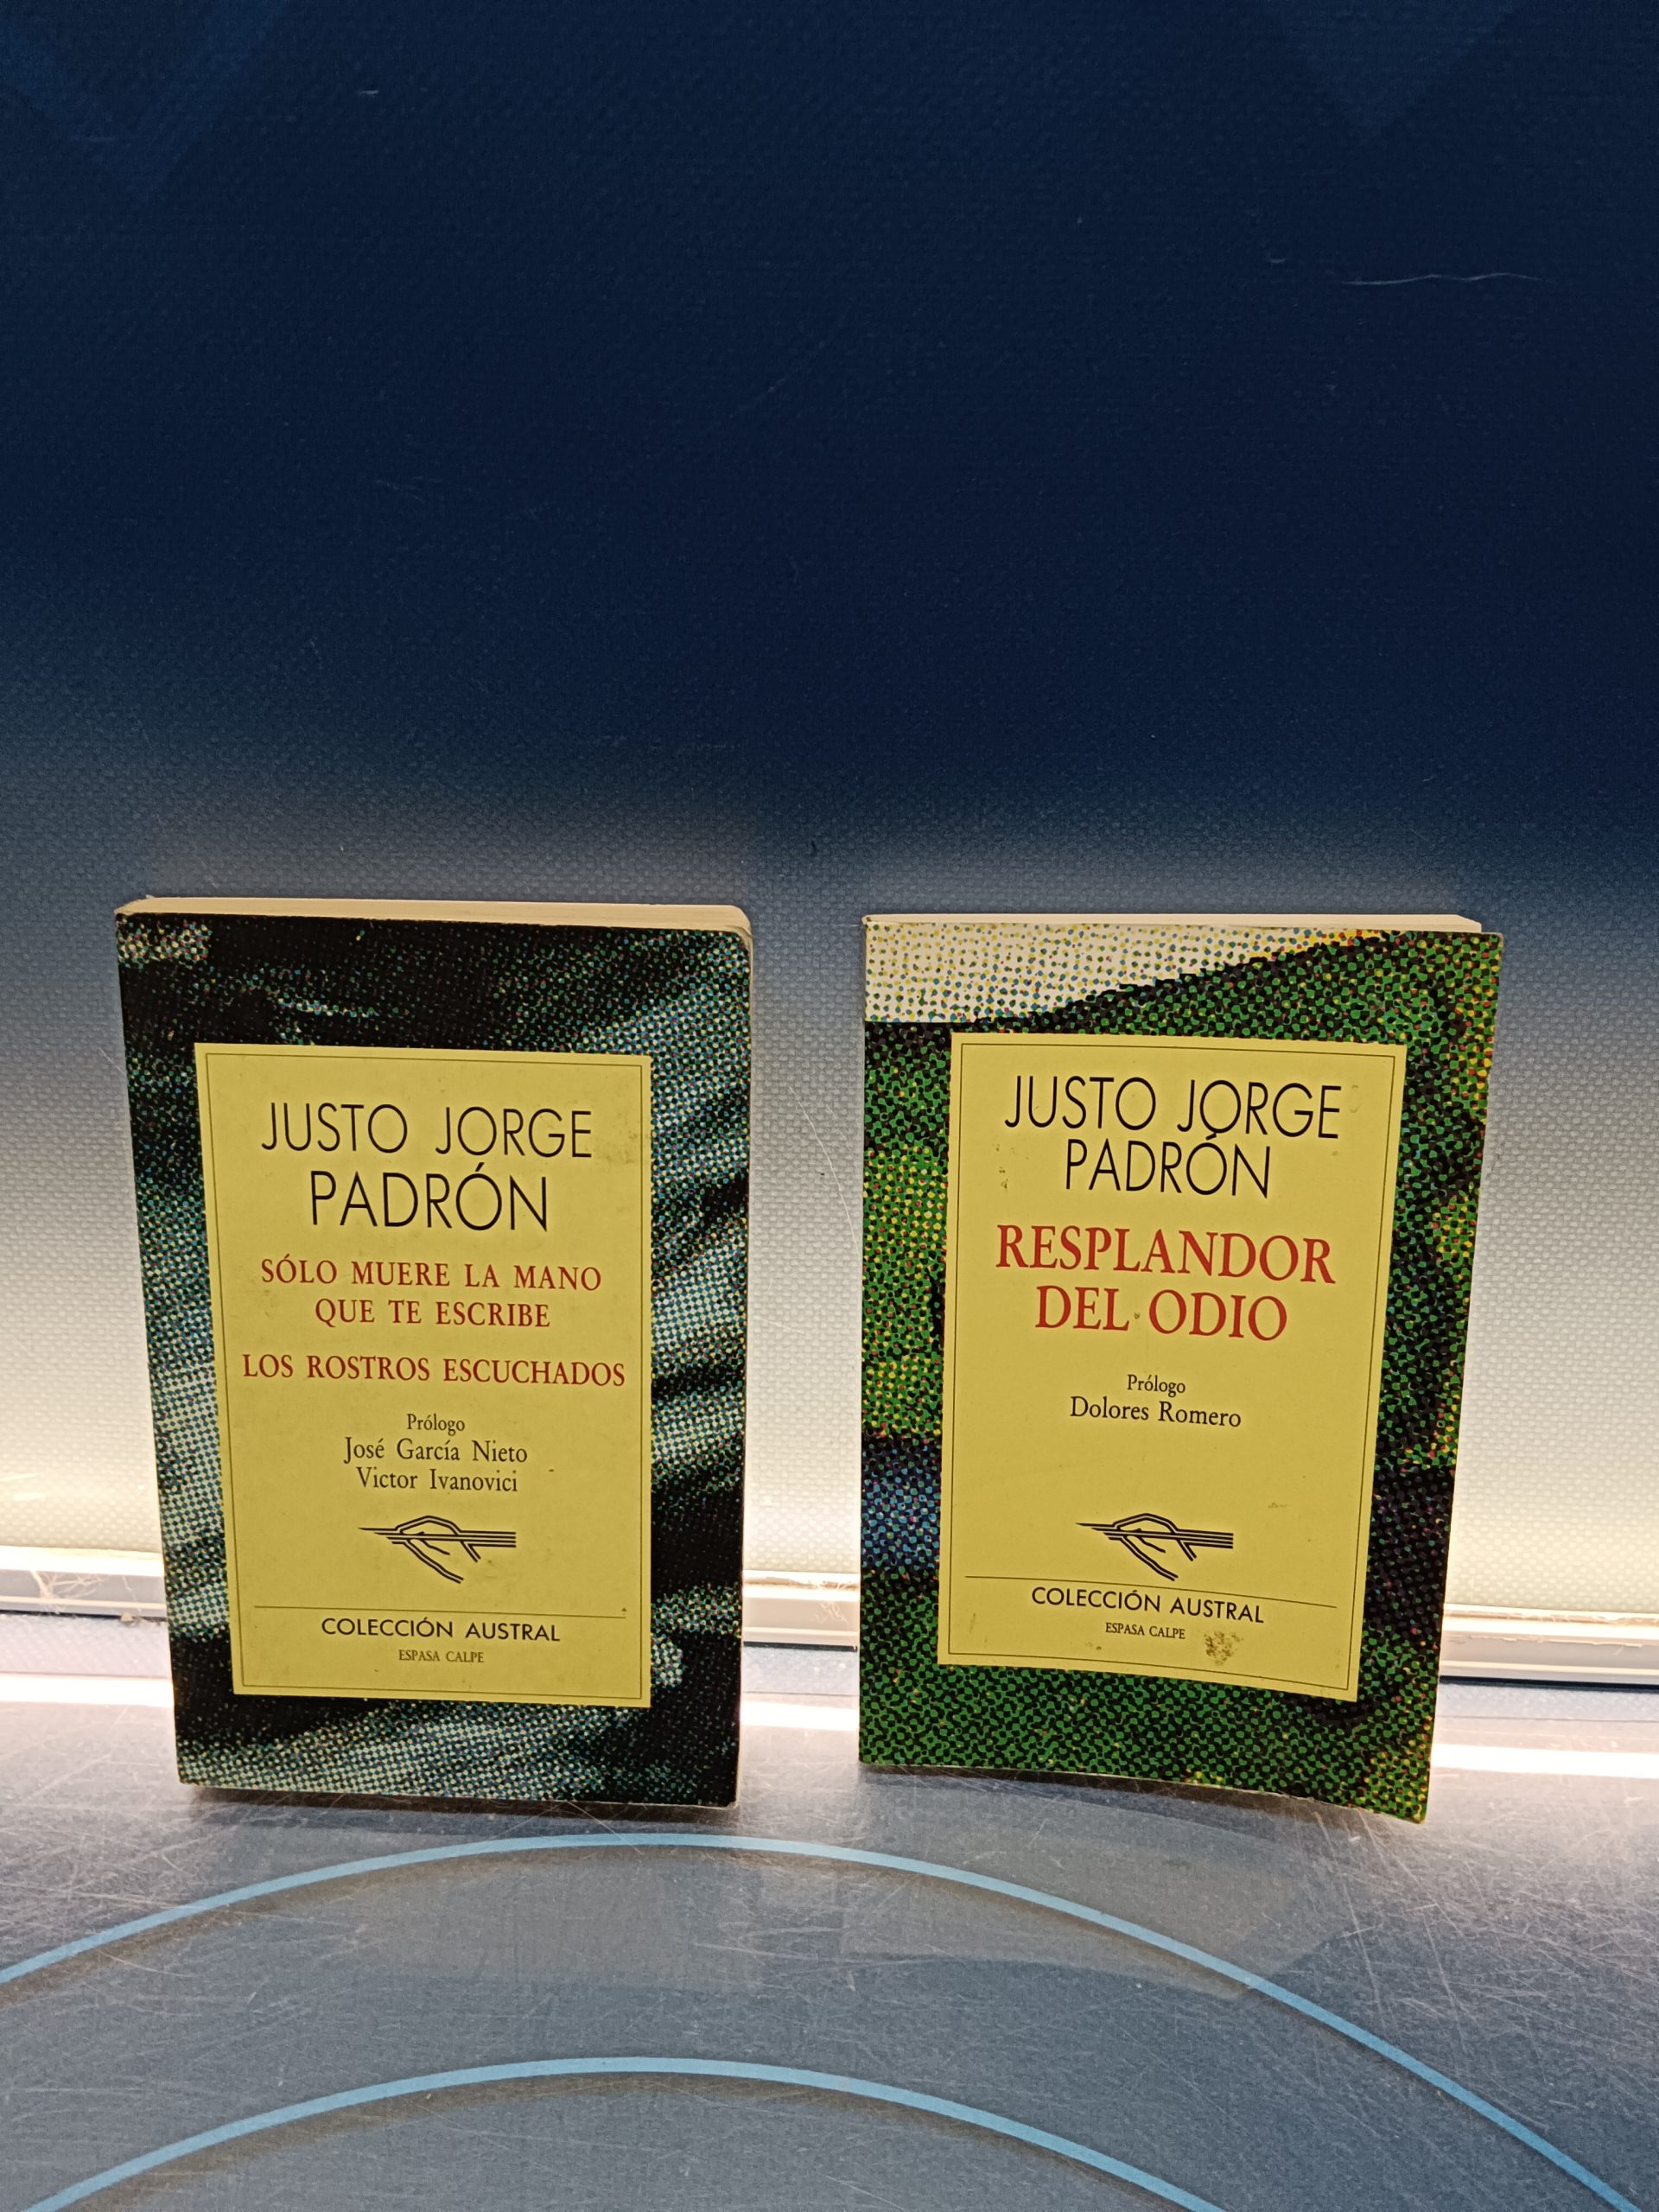 JUSTO JORGE
PADRÓN
SÓLO MUERE LA MANO
QUE TE ESCRIBE
LOS ROSTROS ESCUCHADOS
Prólogo
José García Nieto
Victor Ivanovici
COLECCIÓN AUSTRAL
ESPASA CALPE
JUSTO JORGE
PADRÓN
RESPLANDOR
DEL ODIO
Prólogo
Dolores Romero
COLECCIÓN AUSTRAL
ESPASA CALPE